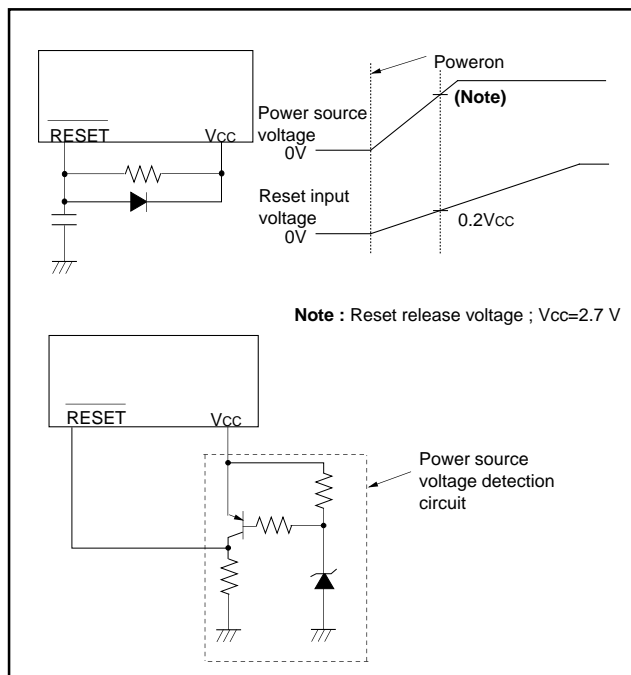 Poweron
(Note)
RESET
VCC
Power source
voltage
0V
Reset input
voltage
0V
0.2VCC
Note : Reset release voltage ; Vcc=2.7 V
RESET
VCC
Power source
voltage detection
circuit